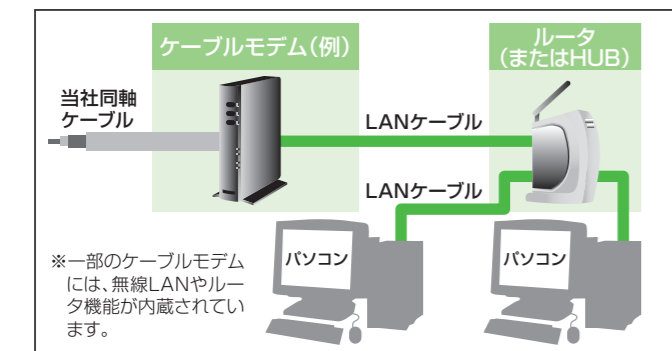 ケーブルモデム（例）
ルータ
（またはHUB）
当社同軸
ケーブル
LANケーブル
LANケーブル
パソコン
パソコン
※一部のケーブルモデム
には、無線LANやルー
タ機能が内蔵されてい
ます。